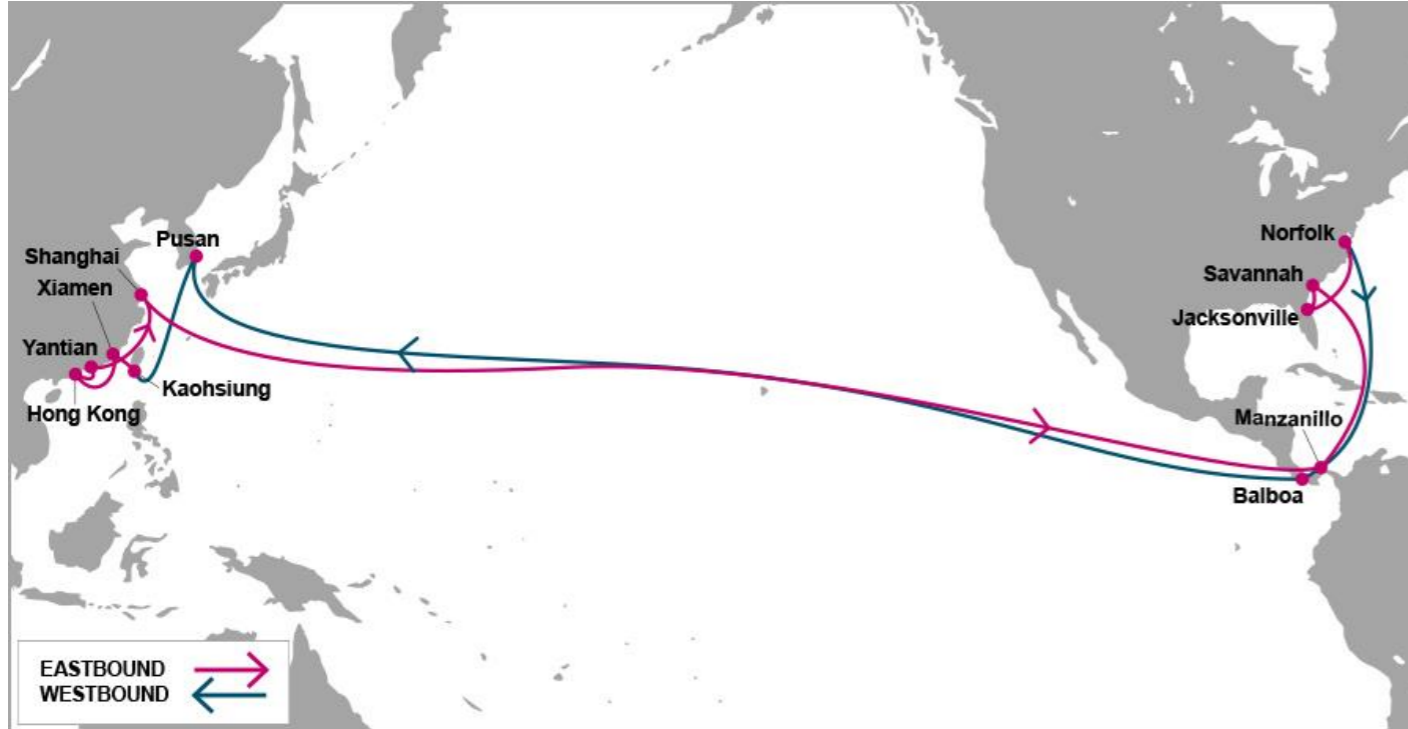 Pusan
Shanghai
Xiamen
Yantian
Kaohsiung
Hong Kong
Norfolk
Savannah
Jacksonville
Manzanillo
Balboa
EASTBOUND
WESTBOUND